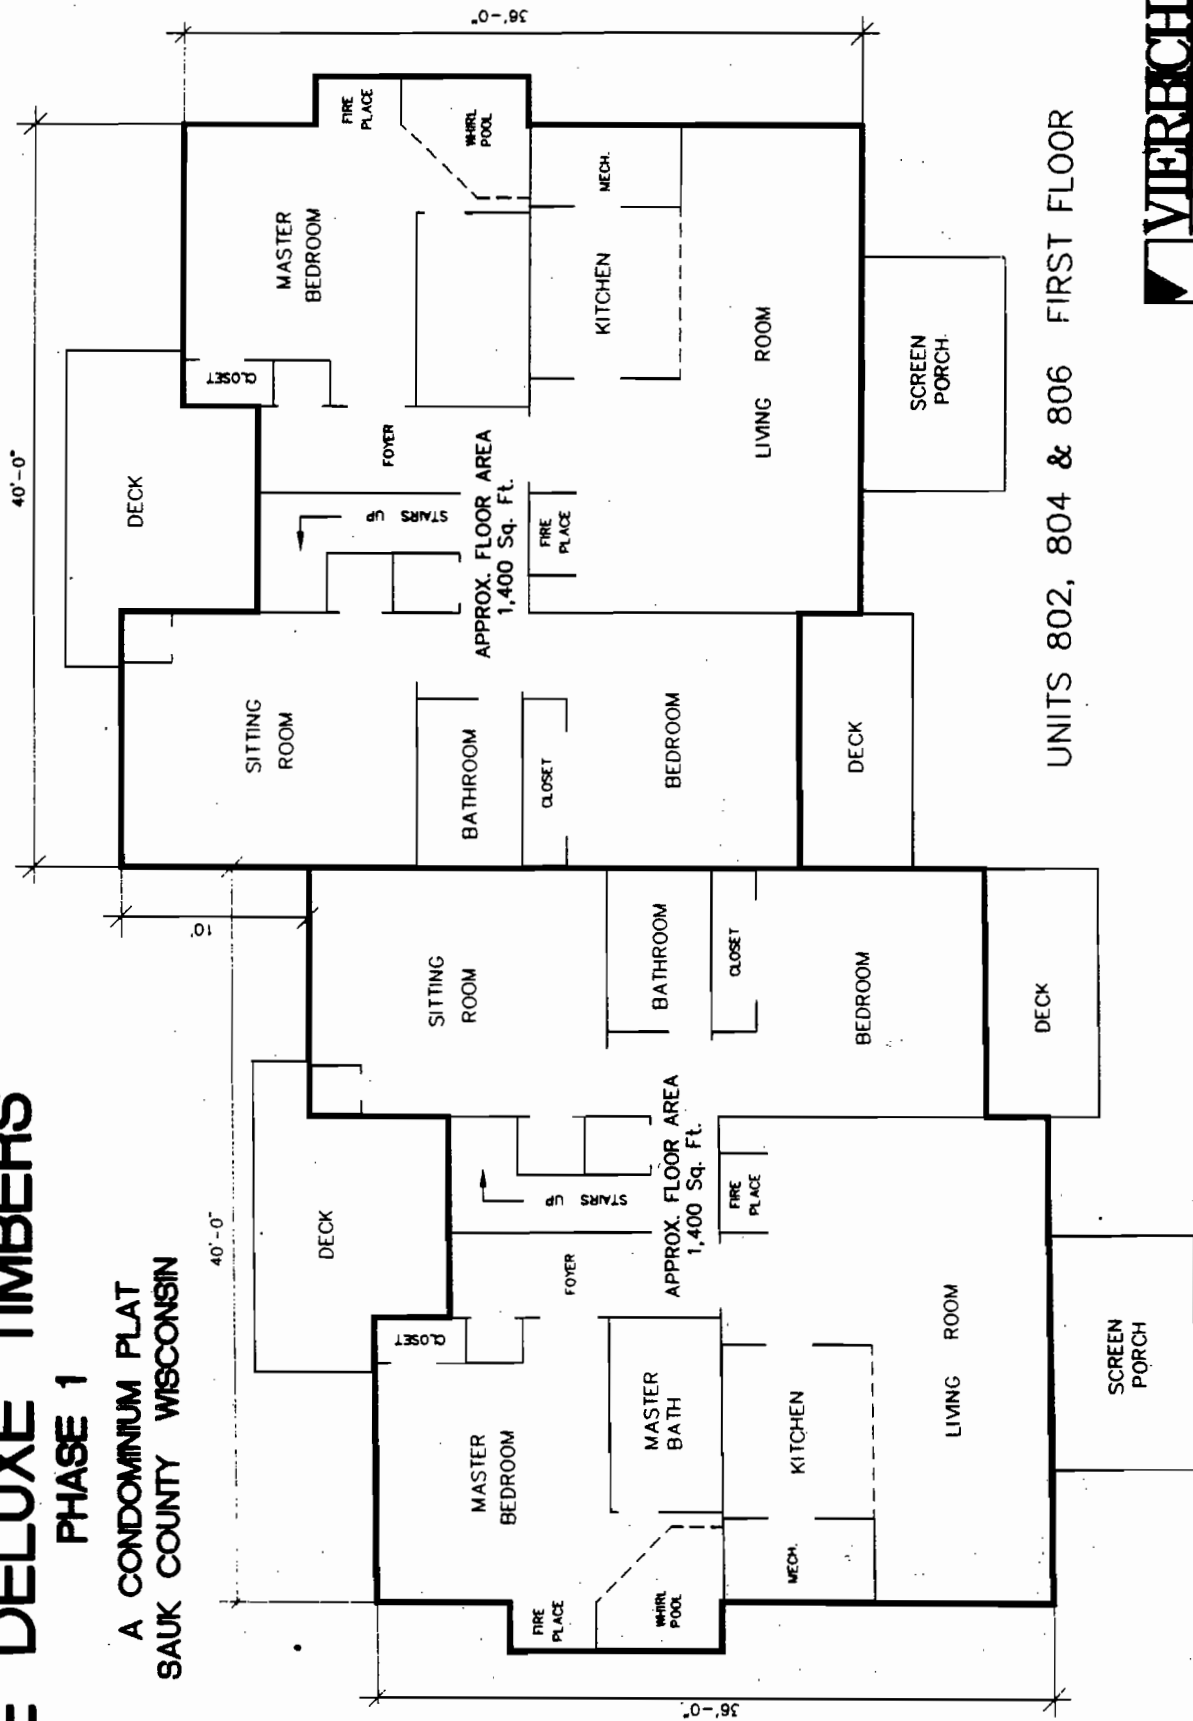 DELUXE TIMBERS
PHASE 1
A CONDOMINIUM PLAT
SAUK COUNTY WISCONSIN
40'-0"
DECK
CLOSET
MASTER
BEDROOM
FIRE
PLACE
WHIRL
POOL
MASTER
BATH
FOYER
STAIRS UP
SITTING
ROOM
BATHROOM
CLOSET
BEDROOM
DECK
APPROX. FLOOR AREA
1,400 Sq. Ft.
FIRE
PLACE
KITCHEN
MECH.
LIVING ROOM
SCREEN
PORCH
36'-0"
10'
40'-0"
DECK
SITTING
ROOM
STAIRS UP
FOYER
CLOSET
MASTER
BEDROOM
FIRE
PLACE
WHIRL
POOL
BATHROOM
CLOSET
BEDROOM
DECK
APPROX. FLOOR AREA
1,400 Sq. Ft.
FIRE
PLACE
KITCHEN
MECH.
LIVING ROOM
SCREEN
PORCH
36'-0"
UNITS 802, 804 & 806 FIRST FLOOR